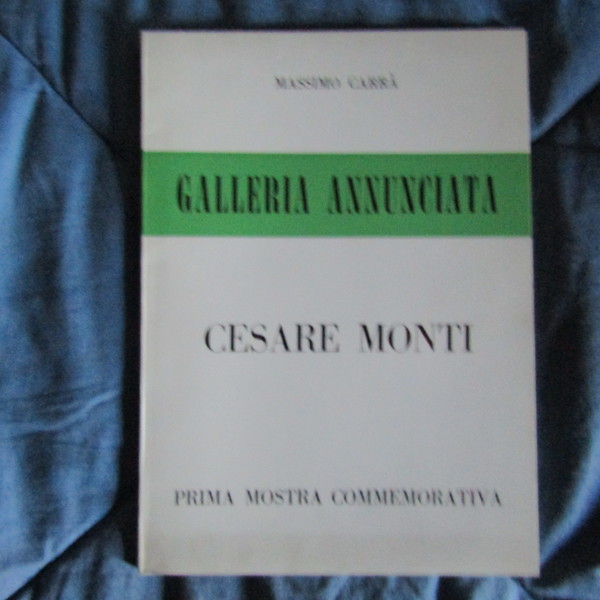 MASSIMO CARRÀ
GALLERIA ANNUNCIATA
CESARE MONTI
PRIMA MOSTRA COMMEMORATIVA